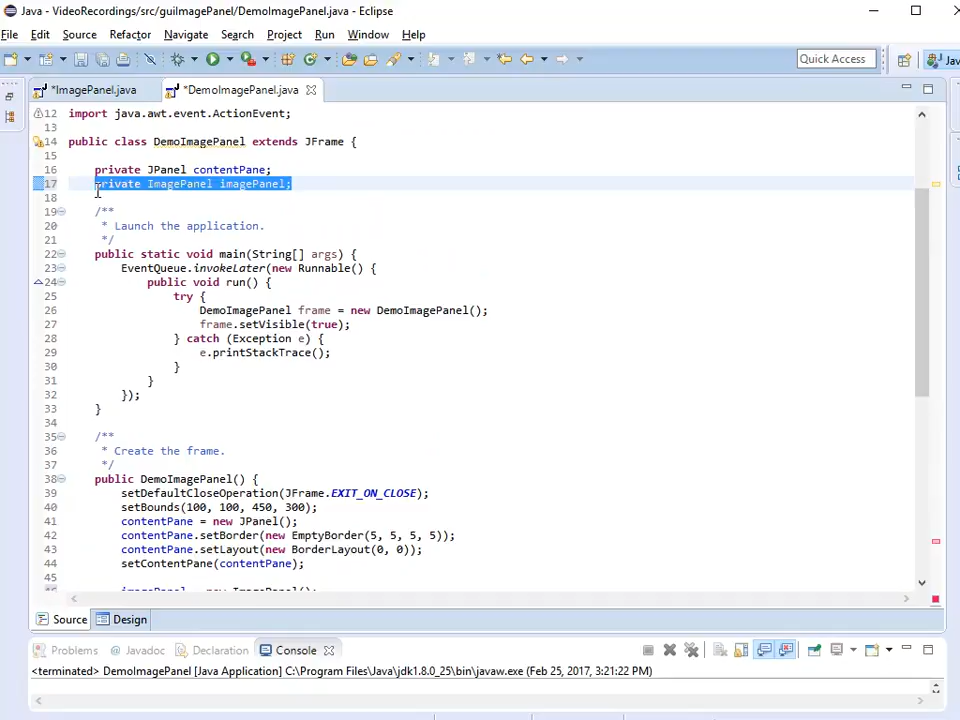 Java - VideoRecordings/src/guiImagePanel/DemoImagePanel.java - Eclipse
File Edit Source Refactor Navigate Search Project Run Window Help
Quick Access
Java
*ImagePanel.java
*DemoImagePanel.java
12 import java.awt.event.ActionEvent;
13
14 public class DemoImagePanel extends JFrame {
15
16 private JPanel contentPane;
17 private ImagePanel imagePanel;
18
19 /**
20 * Launch the application.
21 */
22 public static void main(String[] args) {
23 EventQueue.invokeLater(new Runnable() {
24 public void run() {
25 try {
26 DemoImagePanel frame = new DemoImagePanel();
27 frame.setVisible(true);
28 } catch (Exception e) {
29 e.printStackTrace();
30 }
31 }
32 });
33 }
34
35 /**
36 * Create the frame.
37 */
38 public DemoImagePanel() {
39 setDefaultCloseOperation(JFrame.EXIT_ON_CLOSE);
40 setBounds(100, 100, 450, 300);
41 contentPane = new JPanel();
42 contentPane.setBorder(new EmptyBorder(5, 5, 5, 5));
43 contentPane.setLayout(new BorderLayout(0, 0));
44 setContentPane(contentPane);
45
imagePanel = new ImagePanel();
Source Design
Problems @ Javadoc Declaration Console
<terminated> DemoImagePanel [Java Application] C:\Program Files\Java\jdk1.8.0_25\bin\javaw.exe (Feb 25, 2017, 3:21:22 PM)